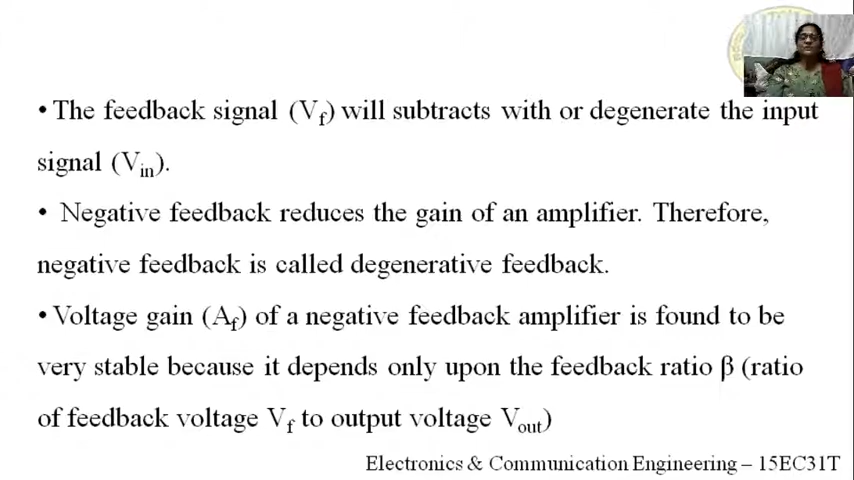 •The feedback signal (Vf) will subtracts with or degenerate the input
signal (Vin).
• Negative feedback reduces the gain of an amplifier. Therefore,
negative feedback is called degenerative feedback.
•Voltage gain (Af) of a negative feedback amplifier is found to be
very stable because it depends only upon the feedback ratio β (ratio
of feedback voltage Vf to output voltage Vout)
Electronics & Communication Engineering – 15EC31T